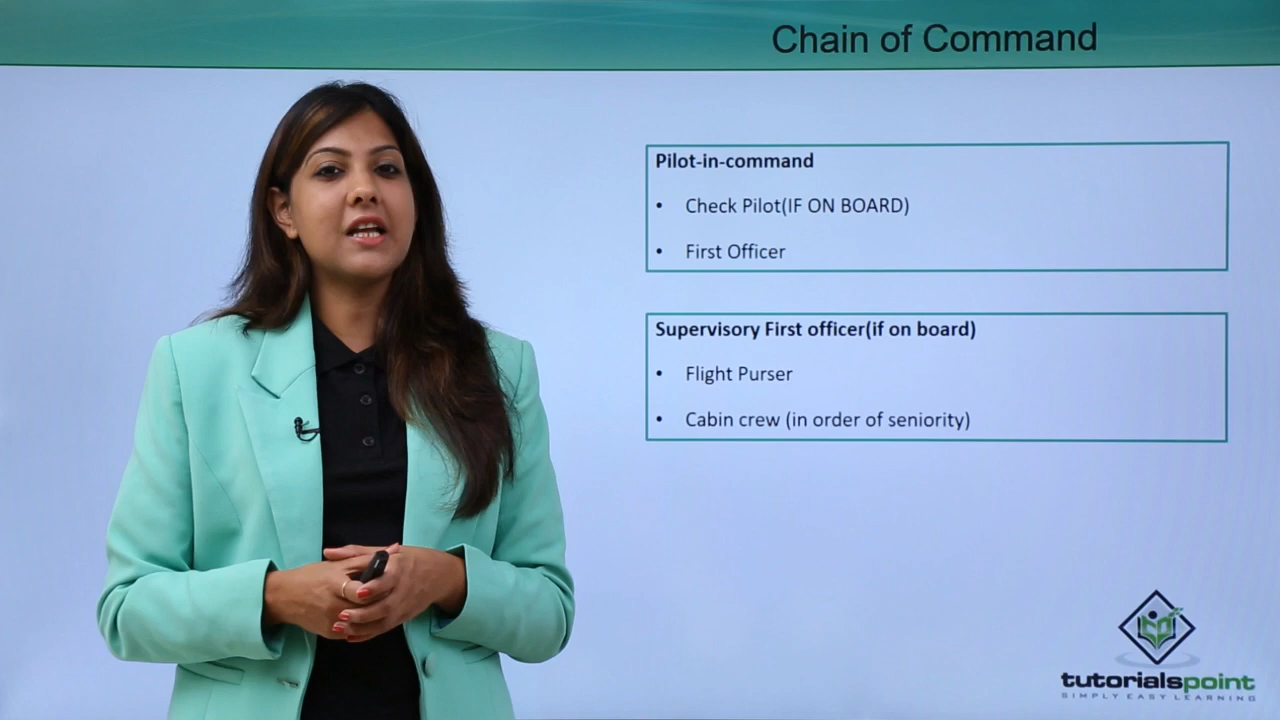 Chain of Command
Pilot-in-command
• Check Pilot(IF ON BOARD)
• First Officer
Supervisory First officer(if on board)
• Flight Purser
• Cabin crew (in order of seniority)
tutorialspoint
SIMPLY EASY LEARNING